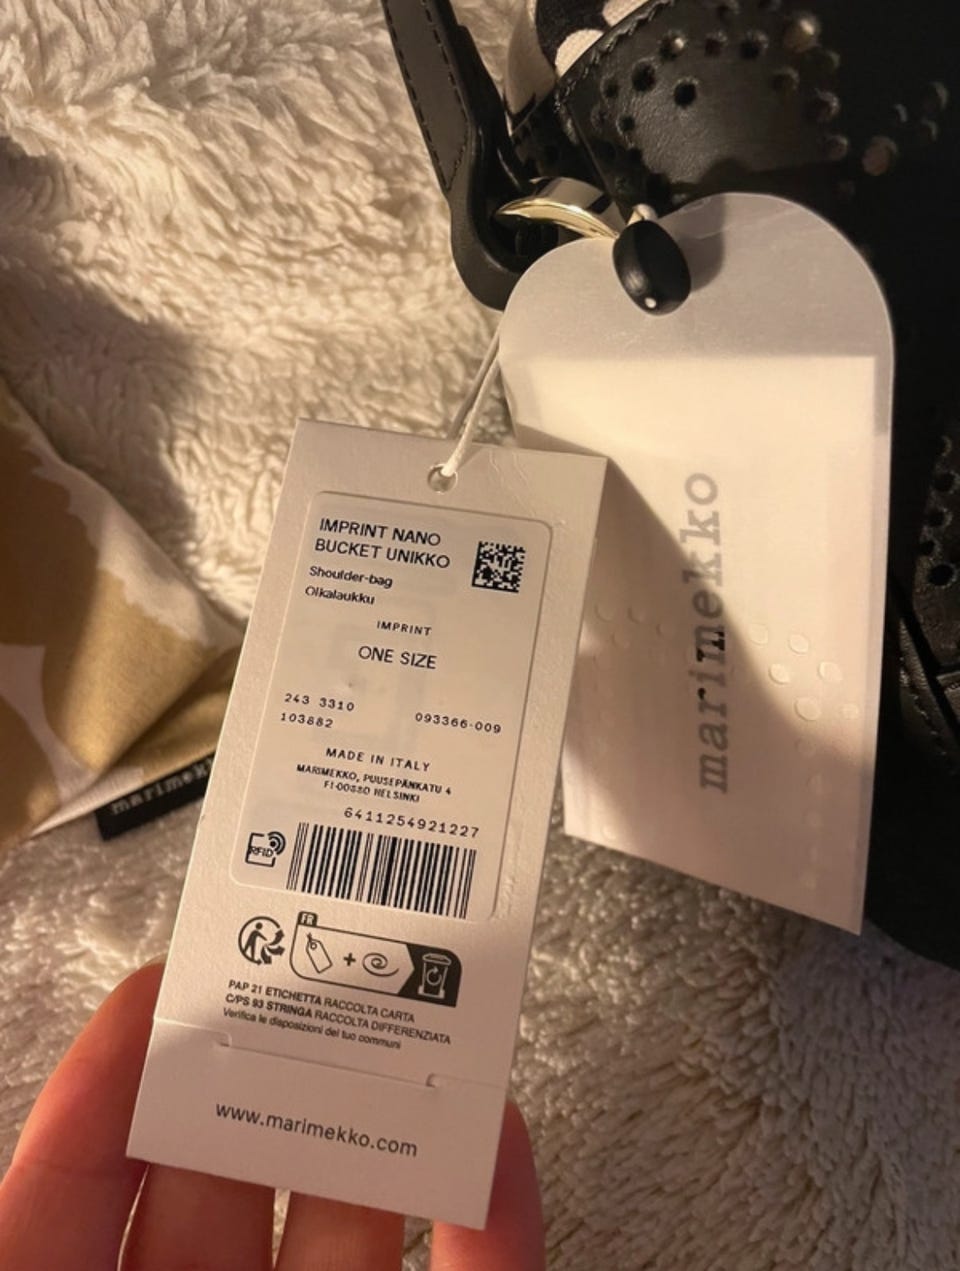 IMPRINT NANO
BUCKET UNIKKO
Shoulder-bag
Olkalaukku
IMPRINT
ONE SIZE
243 3310
103882
093366-009
MADE IN ITALY
MARIMEKKO, PUUSEPÄNKATU 4
FI-00880 HELSINKI
6411254921227
RFID
FR
PAP 21 ETICHETTA RACCOLTA CARTA
C/PS 93 STRINGA RACCOLTA DIFFERENZIATA
Verifica le disposizioni del tuo comuni
www.marimekko.com
marimekko
marimekk